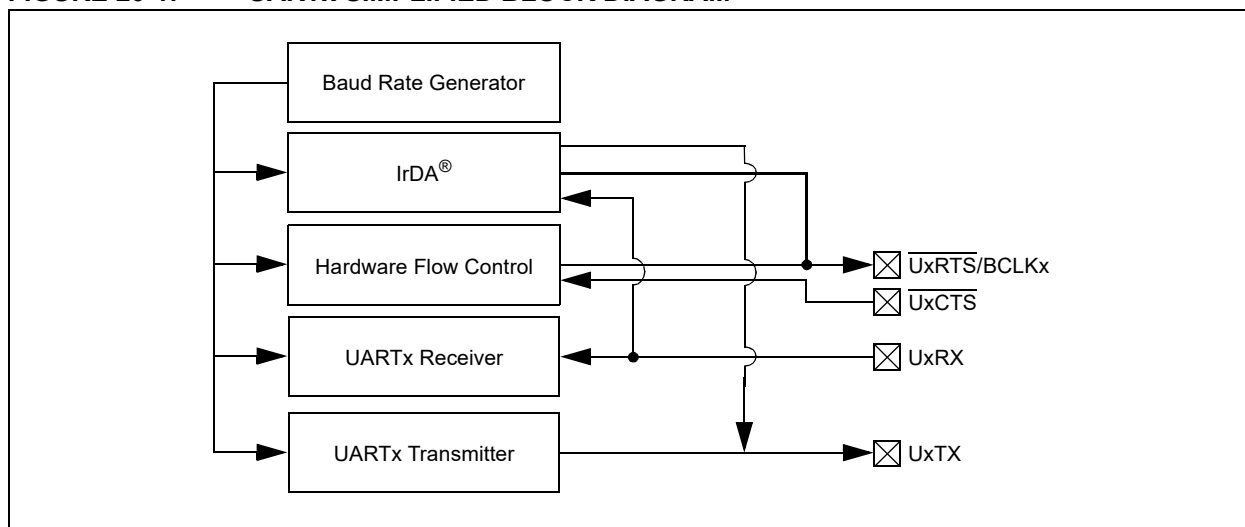 Baud Rate Generator
IrDA®
Hardware Flow Control
UxRTS/BCLKx
UxCTS
UARTx Receiver
UxRX
UARTx Transmitter
UxTX